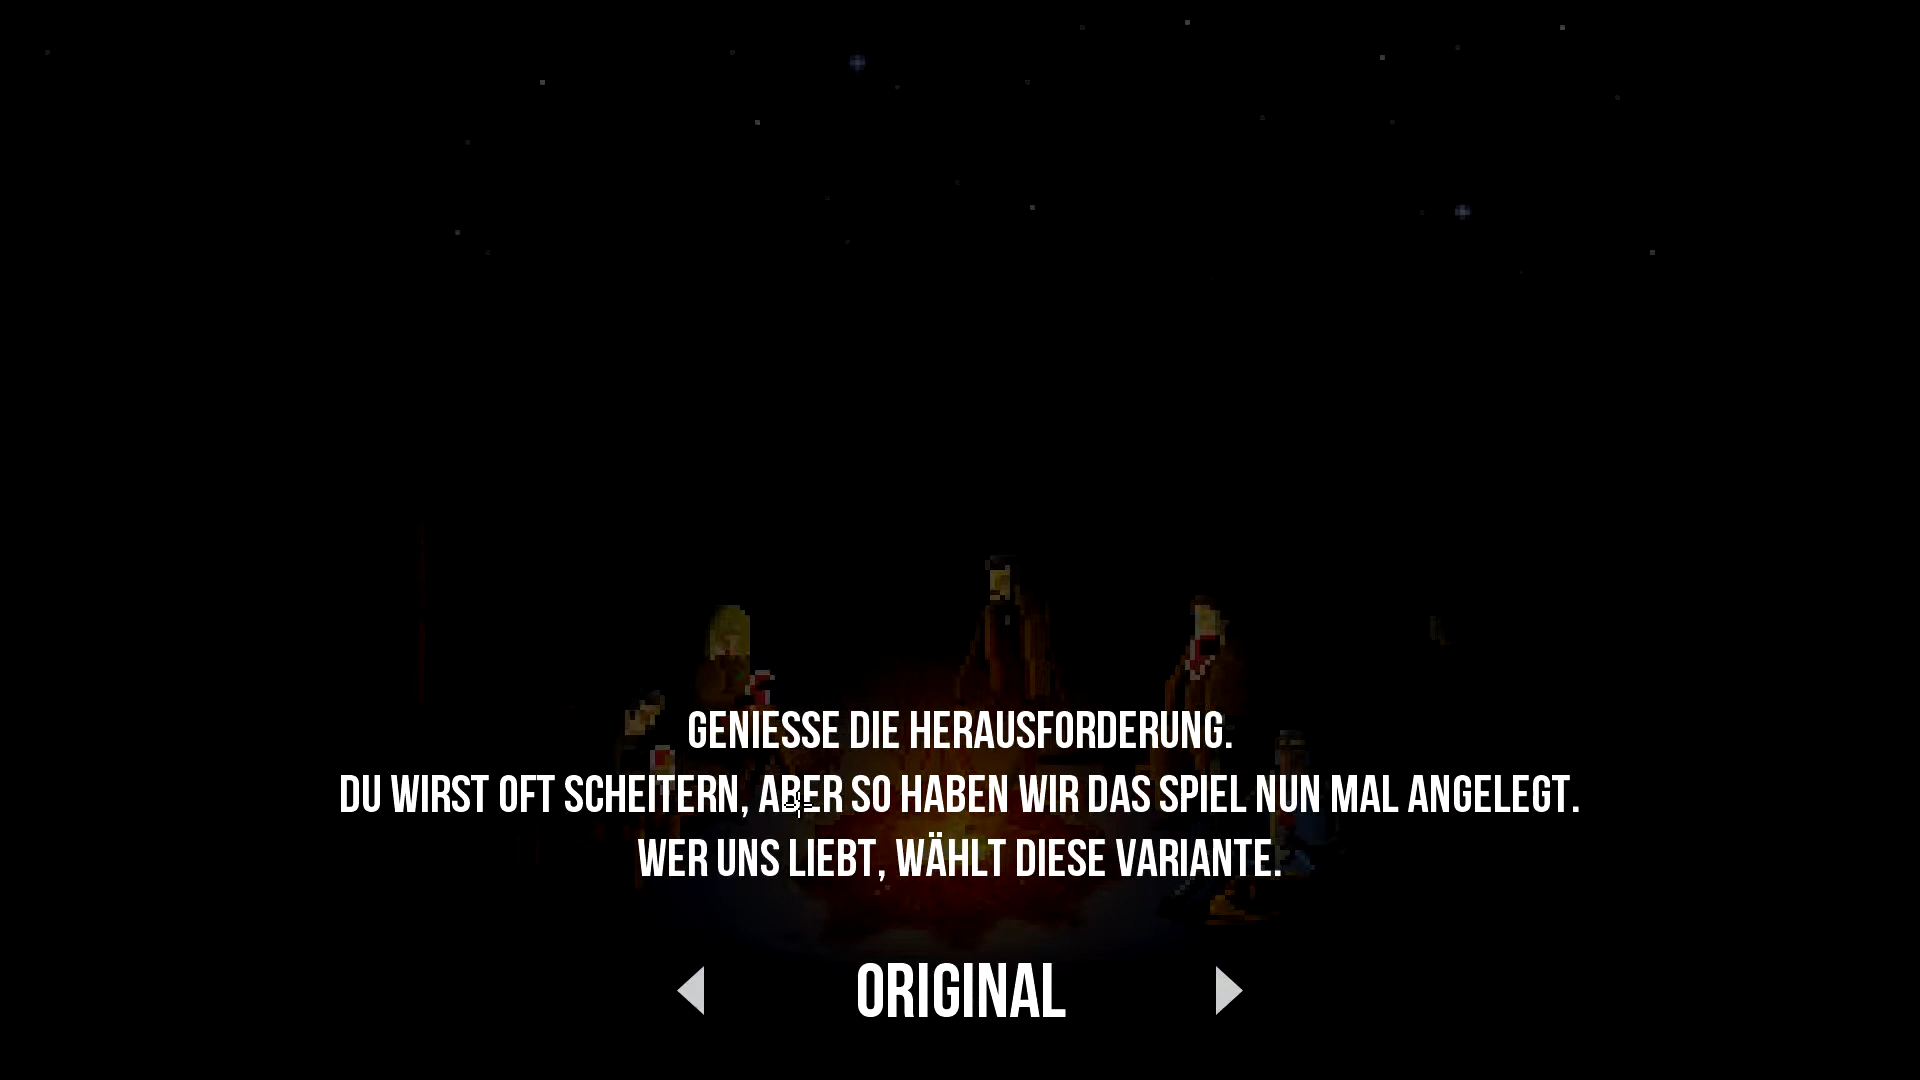 GENIESSE DIE HERAUSFORDERUNG.
DU WIRST OFT SCHEITERN, ABER SO HABEN WIR DAS SPIEL NUN MAL ANGELEGT.
WER UNS LIEBT, WÄHLT DIESE VARIANTE.
ORIGINAL